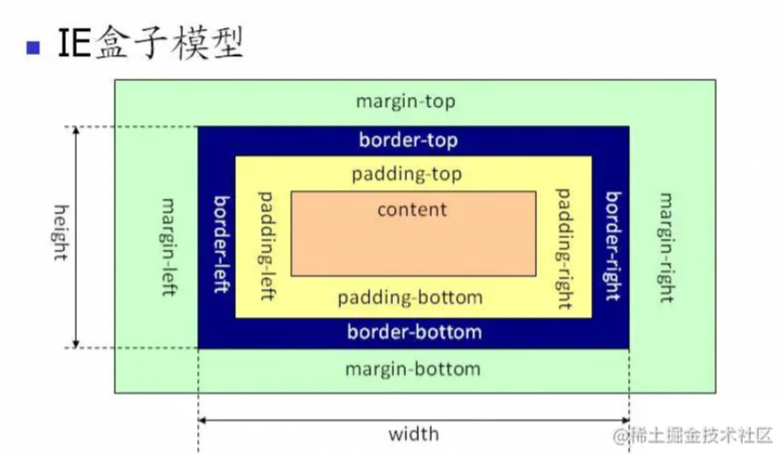 IE盒子模型
margin-top
border-top
padding-top
content
height
margin-left
border-left
padding-left
padding-right
border-right
margin-right
padding-bottom
border-bottom
margin-bottom
width
@稀土掘金技术社区